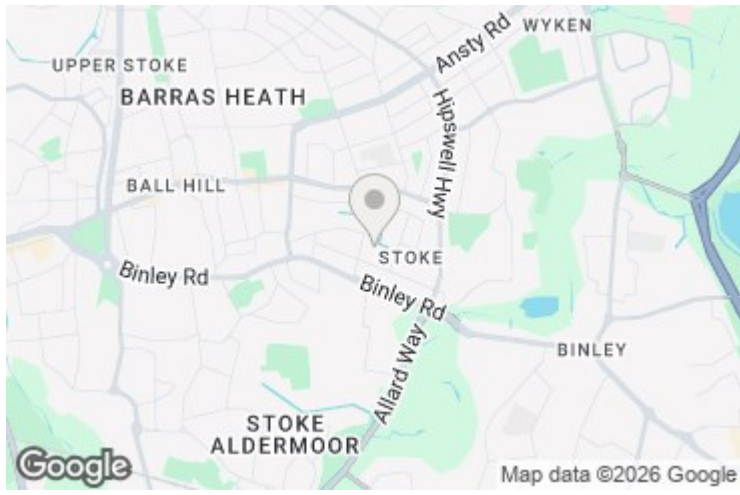 WYKEN
Ansty Rd
UPPER STOKE
BARRAS HEATH
Hipswell Hwy
BALL HILL
STOKE
Binley Rd
Binley Rd
BINLEY
Allard Way
STOKE
ALDERMOOR
Google
Map data ©2026 Google